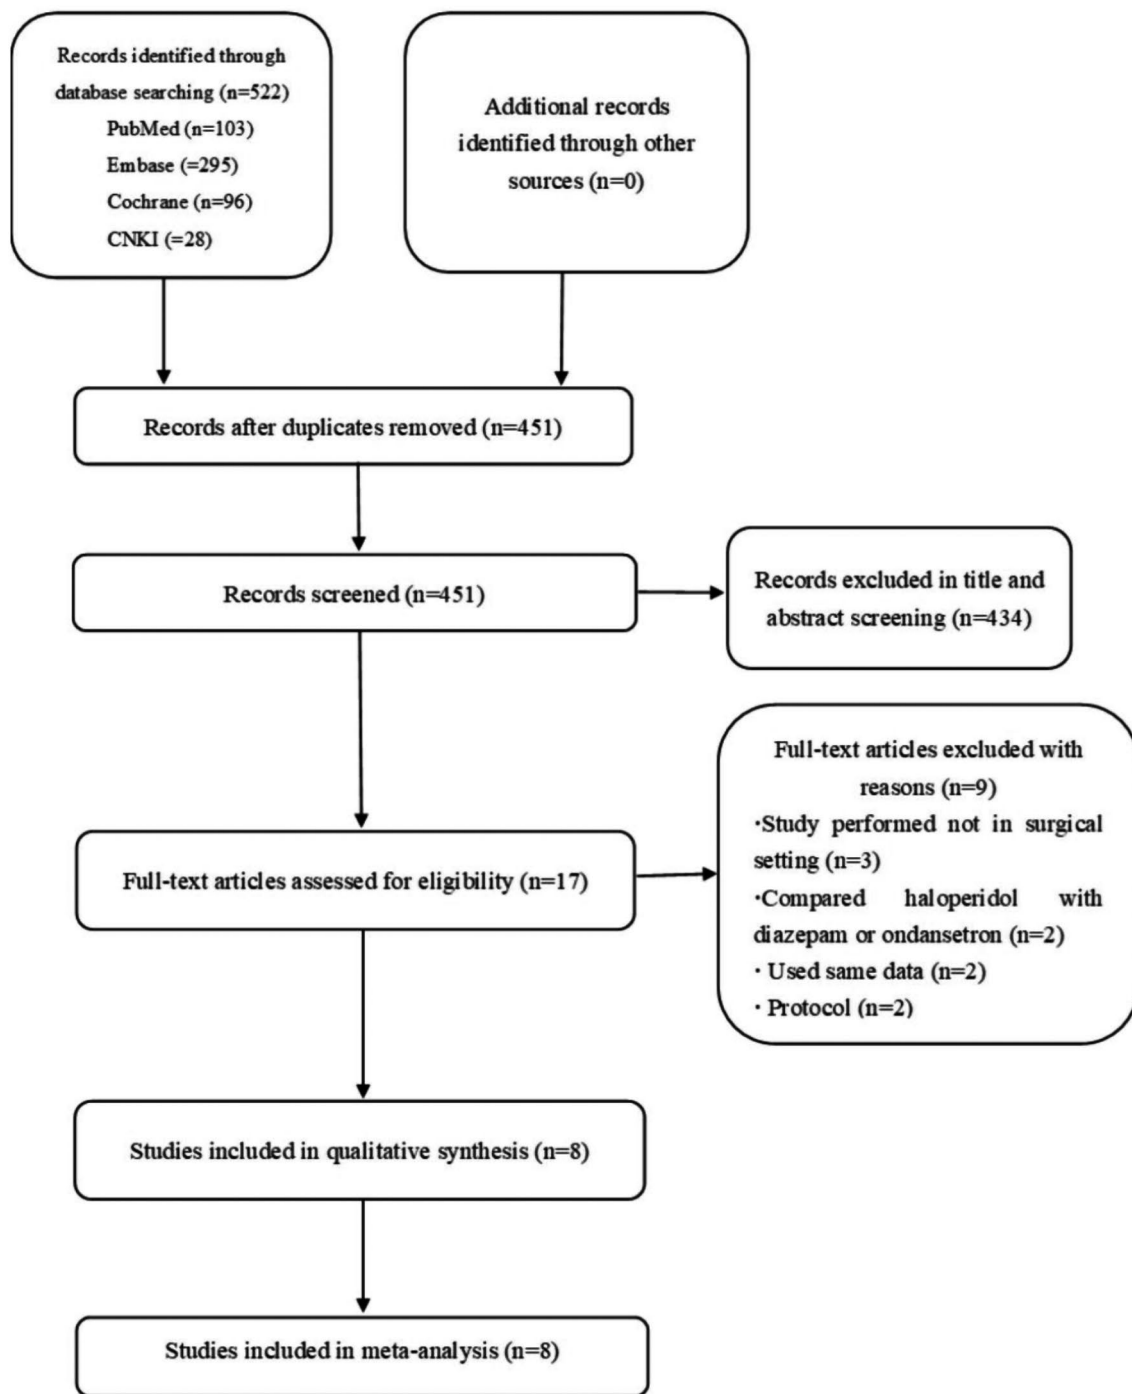 Records identified through
database searching (n=522)
PubMed (n=103)
Embase (=295)
Cochrane (n=96)
CNKI (=28)
Additional records
identified through other
sources (n=0)
Records after duplicates removed (n=451)
Records screened (n=451)
Records excluded in title and
abstract screening (n=434)
Full-text articles assessed for eligibility (n=17)
Full-text articles excluded with
reasons (n=9)
·Study performed not in surgical
setting (n=3)
·Compared haloperidol with
diazepam or ondansetron (n=2)
· Used same data (n=2)
· Protocol (n=2)
Studies included in qualitative synthesis (n=8)
Studies included in meta-analysis (n=8)